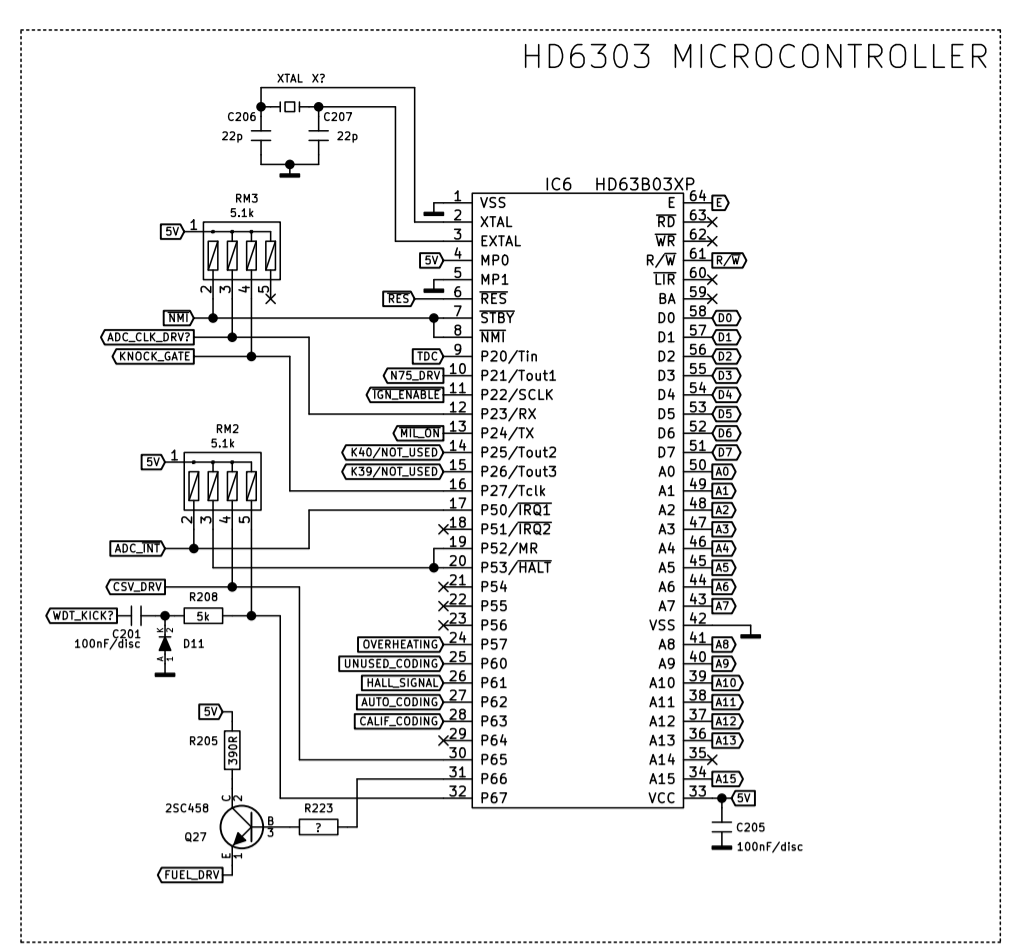 HD6303 MICROCONTROLLER
XTAL X?
C206
22p
C207
22p
RM3
5.1k
5V
1
2
3
4
5
NMI
ADC_CLK_DRV?
KNOCK_GATE
RM2
5.1k
5V
1
2
3
4
5
ADC_INT
CSV_DRV
R208
5k
WDT_KICK?
C201
100nF/disc
K
2
A
1
D11
5V
R205
390R
2SC458
Q27
C
2
B
3
E
1
R223
?
FUEL_DRV
IC6 HD63B03XP
1 VSS
2 XTAL
3 EXTAL
5V 4 MP0
5 MP1
RES 6 RES
7 STBY
8 NMI
TDC 9 P20/Tin
N75_DRV 10 P21/Tout1
IGN_ENABLE 11 P22/SCLK
12 P23/RX
MIL_ON 13 P24/TX
K40/NOT_USED 14 P25/Tout2
K39/NOT_USED 15 P26/Tout3
16 P27/Tclk
17 P50/IRQ1
18 P51/IRQ2
19 P52/MR
20 P53/HALT
21 P54
22 P55
23 P56
OVERHEATING 24 P57
UNUSED_CODING 25 P60
HALL_SIGNAL 26 P61
AUTO_CODING 27 P62
CALIF_CODING 28 P63
29 P64
30 P65
31 P66
32 P67
E 64 E
RD 63
WR 62
R/W 61 R/W
LIR 60
BA 59
D0 58 D0
D1 57 D1
D2 56 D2
D3 55 D3
D4 54 D4
D5 53 D5
D6 52 D6
D7 51 D7
A0 50 A0
A1 49 A1
A2 48 A2
A3 47 A3
A4 46 A4
A5 45 A5
A6 44 A6
A7 43 A7
VSS 42
A8 41 A8
A9 40 A9
A10 39 A10
A11 38 A11
A12 37 A12
A13 36 A13
A14 35
A15 34 A15
VCC 33 5V
C205
100nF/disc